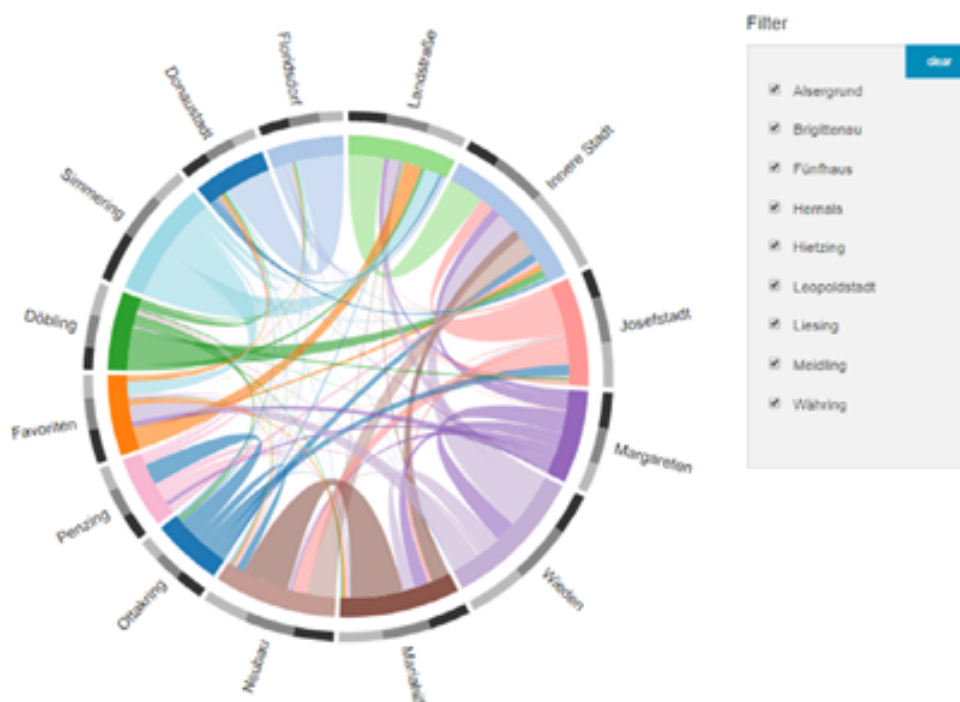 Filter
clear
Alsergrund
Brigittenau
Fünfhaus
Hernals
Hietzing
Leopoldstadt
Liesing
Meidling
Währing
Floridsdorf
Landstraße
Innere Stadt
Josefstadt
Margareten
Wieden
Neubau
Ottakring
Penzing
Favoriten
Döbling
Simmering
Donaustadt